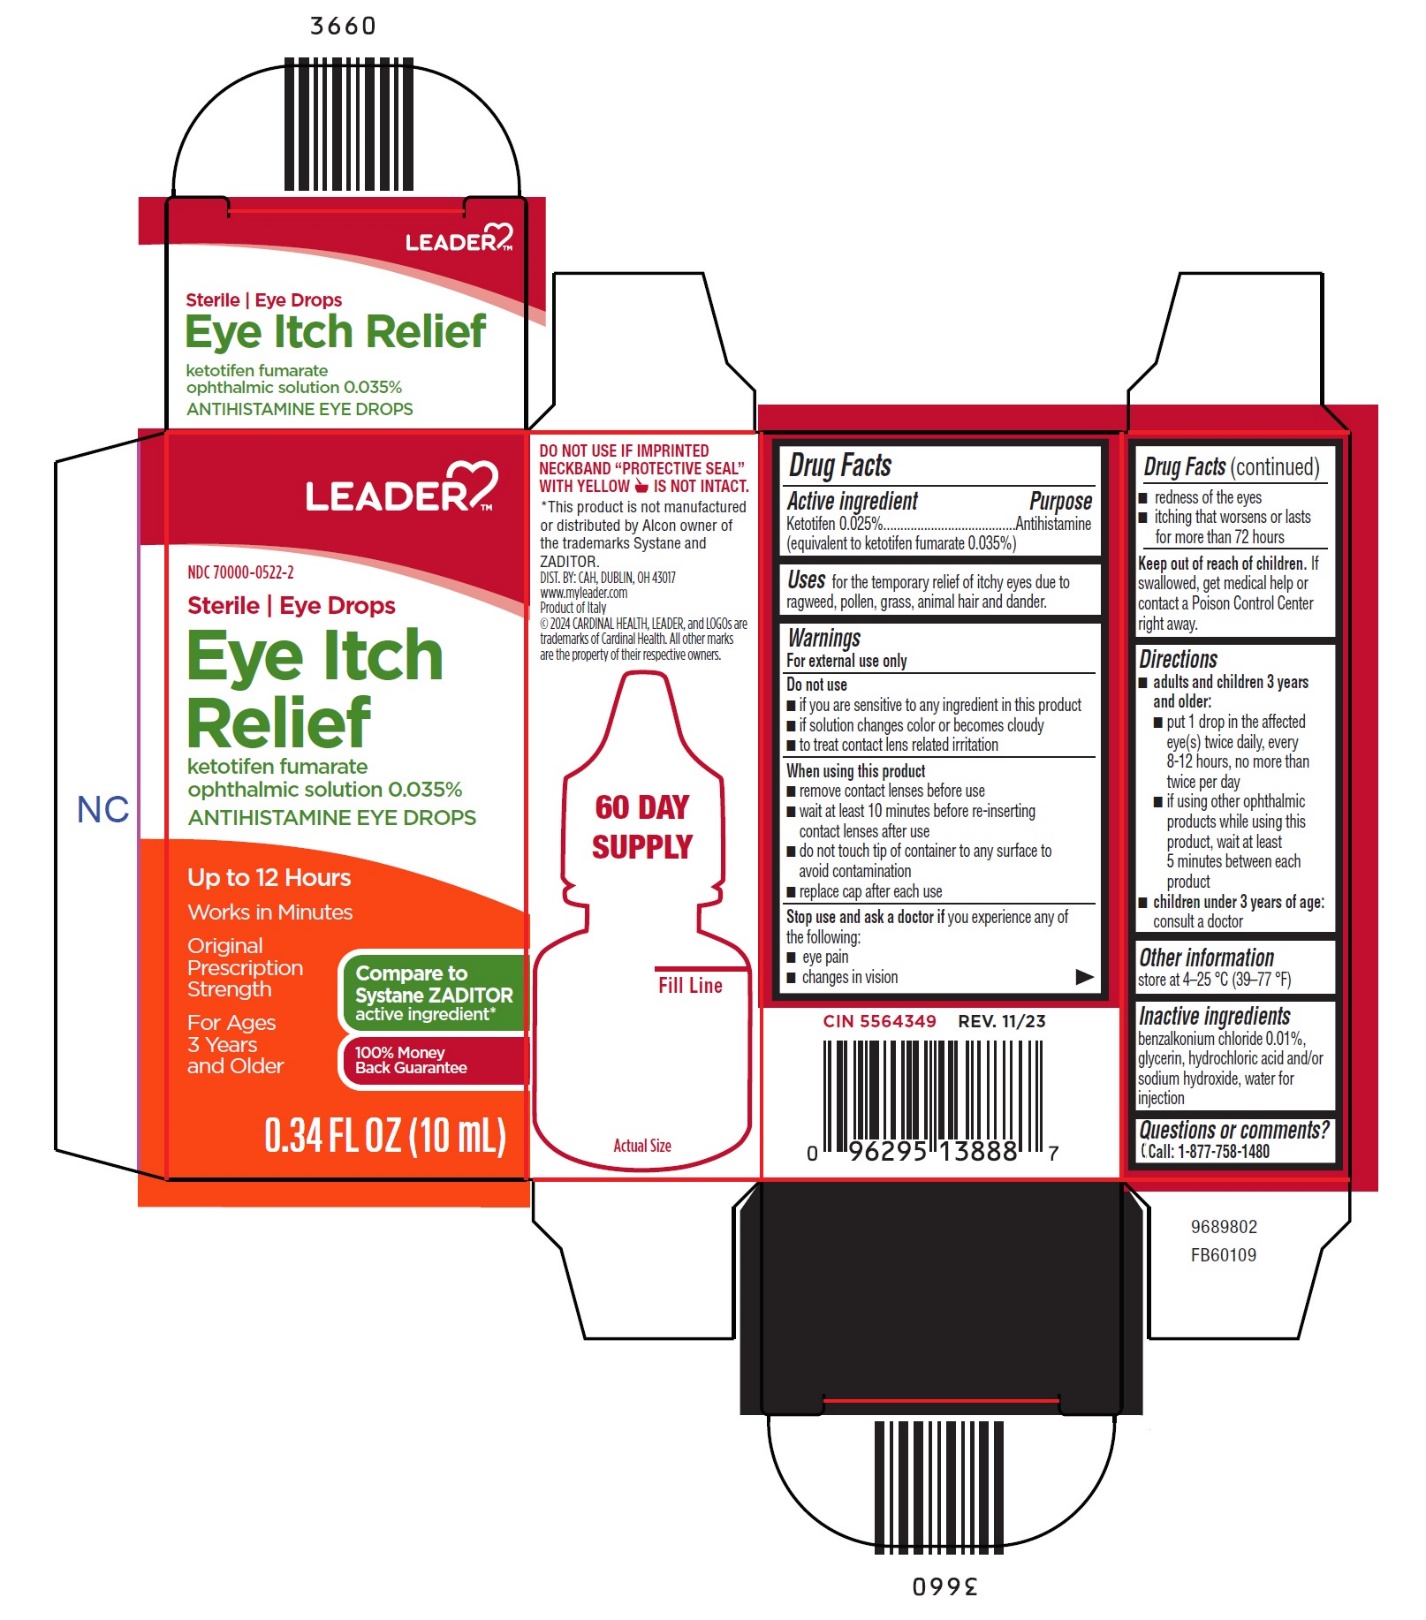 3660
LEADER™
Sterile | Eye Drops
Eye Itch Relief
ketotifen fumarate
ophthalmic solution 0.035%
ANTIHISTAMINE EYE DROPS
NC
LEADER™
NDC 70000-0522-2
Sterile | Eye Drops
Eye Itch
Relief
ketotifen fumarate
ophthalmic solution 0.035%
ANTIHISTAMINE EYE DROPS
Up to 12 Hours
Works in Minutes
Original
Prescription
Strength
For Ages
3 Years
and Older
Compare to
Systane ZADITOR
active ingredient*
100% Money
Back Guarantee
0.34 FL OZ (10 mL)
DO NOT USE IF IMPRINTED
NECKBAND “PROTECTIVE SEAL”
WITH YELLOW IS NOT INTACT.
*This product is not manufactured
or distributed by Alcon owner of
the trademarks Systane and
ZADITOR.
DIST. BY: CAH, DUBLIN, OH 43017
www.myleader.com
Product of Italy
© 2024 CARDINAL HEALTH, LEADER, and LOGOs are
trademarks of Cardinal Health. All other marks
are the property of their respective owners.
60 DAY
SUPPLY
Fill Line
Actual Size
Drug Facts
Active ingredient Purpose
Ketotifen 0.025%......................................Antihistamine
(equivalent to ketotifen fumarate 0.035%)
Uses for the temporary relief of itchy eyes due to
ragweed, pollen, grass, animal hair and dander.
Warnings
For external use only
Do not use
■ if you are sensitive to any ingredient in this product
■ if solution changes color or becomes cloudy
■ to treat contact lens related irritation
When using this product
■ remove contact lenses before use
■ wait at least 10 minutes before re-inserting
contact lenses after use
■ do not touch tip of container to any surface to
avoid contamination
■ replace cap after each use
Stop use and ask a doctor if you experience any of
the following:
■ eye pain
■ changes in vision
CIN 5564349 REV. 11/23
0 96295 13888 7
Drug Facts (continued)
■ redness of the eyes
■ itching that worsens or lasts
for more than 72 hours
Keep out of reach of children. If
swallowed, get medical help or
contact a Poison Control Center
right away.
Directions
■ adults and children 3 years
and older:
■ put 1 drop in the affected
eye(s) twice daily, every
8-12 hours, no more than
twice per day
■ if using other ophthalmic
products while using this
product, wait at least
5 minutes between each
product
■ children under 3 years of age:
consult a doctor
Other information
store at 4–25 °C (39–77 °F)
Inactive ingredients
benzalkonium chloride 0.01%,
glycerin, hydrochloric acid and/or
sodium hydroxide, water for
injection
Questions or comments?
Call: 1-877-758-1480
9689802
FB60109
3660